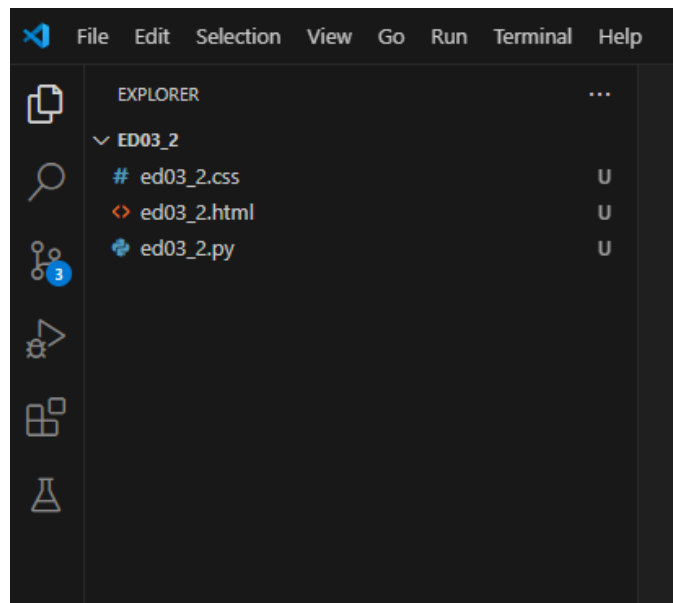 File Edit Selection View Go Run Terminal Help
EXPLORER
ED03_2
# ed03_2.css U
<> ed03_2.html U
ed03_2.py U
3